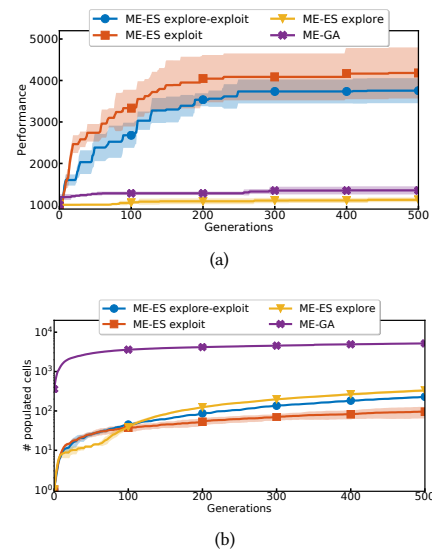 ME-ES explore-exploit ME-ES explore
ME-ES exploit ME-GA
5000
4000
3000
2000
1000
Performance
0 100 200 300 400 500
Generations
(a)
ME-ES explore-exploit ME-ES explore
ME-ES exploit ME-GA
10^4
10^3
10^2
10^1
10^0
# populated cells
0 100 200 300 400 500
Generations
(b)